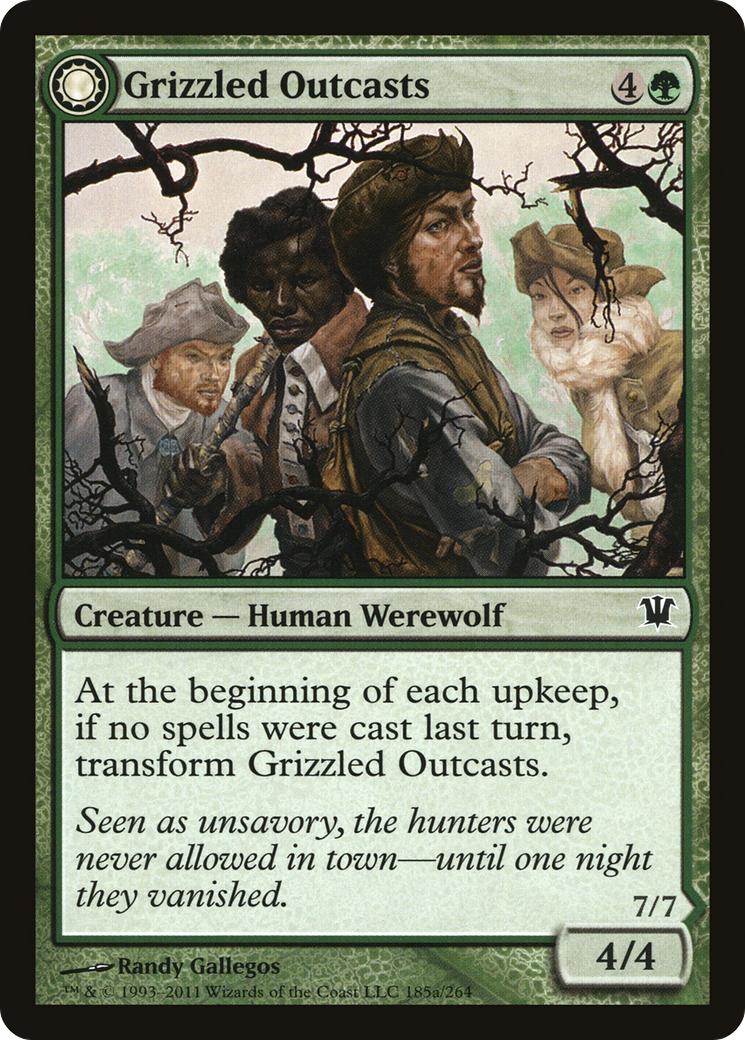 Grizzled Outcasts
4
Creature — Human Werewolf
At the beginning of each upkeep,
if no spells were cast last turn,
transform Grizzled Outcasts.
Seen as unsavory, the hunters were
never allowed in town—until one night
they vanished.
7/7
4/4
Randy Gallegos
™ & © 1993–2011 Wizards of the Coast LLC 185a/264